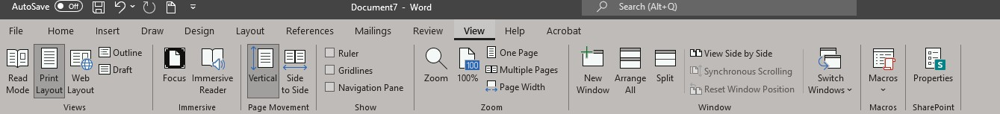 AutoSave Off Document7 - Word Search (Alt+Q)
File Home Insert Draw Design Layout References Mailings Review View Help Acrobat
Read Mode
Print Layout
Web Layout
Outline
Draft
Views
Focus
Immersive Reader
Immersive
Vertical
Side to Side
Page Movement
Ruler
Gridlines
Navigation Pane
Show
Zoom
100
100%
One Page
Multiple Pages
Page Width
Zoom
New Window
Arrange All
Split
View Side by Side
Synchronous Scrolling
Reset Window Position
Switch Windows
Window
Macros
Macros
S
Properties
SharePoint